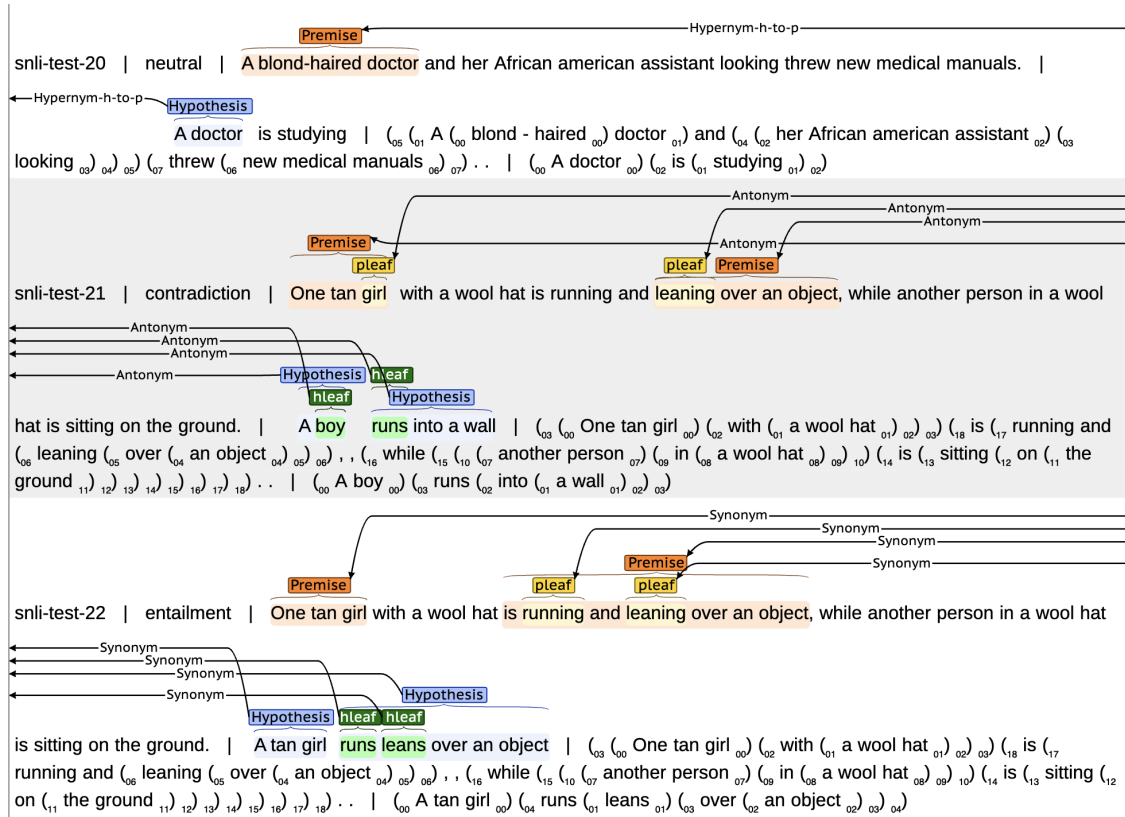 Hypernym-h-to-p
Premise
snli-test-20 | neutral | A blond-haired doctor and her African american assistant looking threw new medical manuals. |
Hypernym-h-to-p
Hypothesis
A doctor is studying | (05 (01 A (00 blond - haired 00) doctor 01) and (04 (02 her African american assistant 02) (03
looking 03) 04) 05) (07 threw (06 new medical manuals 06) 07) . . | (00 A doctor 00) (02 is (01 studying 01) 02)
Antonym
Antonym
Antonym
Premise Antonym
pleaf pleaf Premise
snli-test-21 | contradiction | One tan girl with a wool hat is running and leaning over an object, while another person in a wool
Antonym
Antonym
Antonym
Antonym Hypothesis hleaf
hleaf Hypothesis
hat is sitting on the ground. | A boy runs into a wall | (03 (00 One tan girl 00) (02 with (01 a wool hat 01) 02) 03) (18 is (17 running and
(06 leaning (05 over (04 an object 04) 05) 06) , , (16 while (15 (10 (07 another person 07) (09 in (08 a wool hat 08) 09) 10) (14 is (13 sitting (12 on (11 the
ground 11) 12) 13) 14) 15) 16) 17) 18) . . | (00 A boy 00) (03 runs (02 into (01 a wall 01) 02) 03)
Synonym
Synonym
Synonym
Premise Synonym
Premise pleaf pleaf
snli-test-22 | entailment | One tan girl with a wool hat is running and leaning over an object, while another person in a wool hat
Synonym
Synonym
Synonym
Synonym Hypothesis
Hypothesis hleaf hleaf
is sitting on the ground. | A tan girl runs leans over an object | (03 (00 One tan girl 00) (02 with (01 a wool hat 01) 02) 03) (18 is (17
running and (06 leaning (05 over (04 an object 04) 05) 06) , , (16 while (15 (10 (07 another person 07) (09 in (08 a wool hat 08) 09) 10) (14 is (13 sitting (12
on (11 the ground 11) 12) 13) 14) 15) 16) 17) 18) . . | (00 A tan girl 00) (04 runs (01 leans 01) (03 over (02 an object 02) 03) 04)